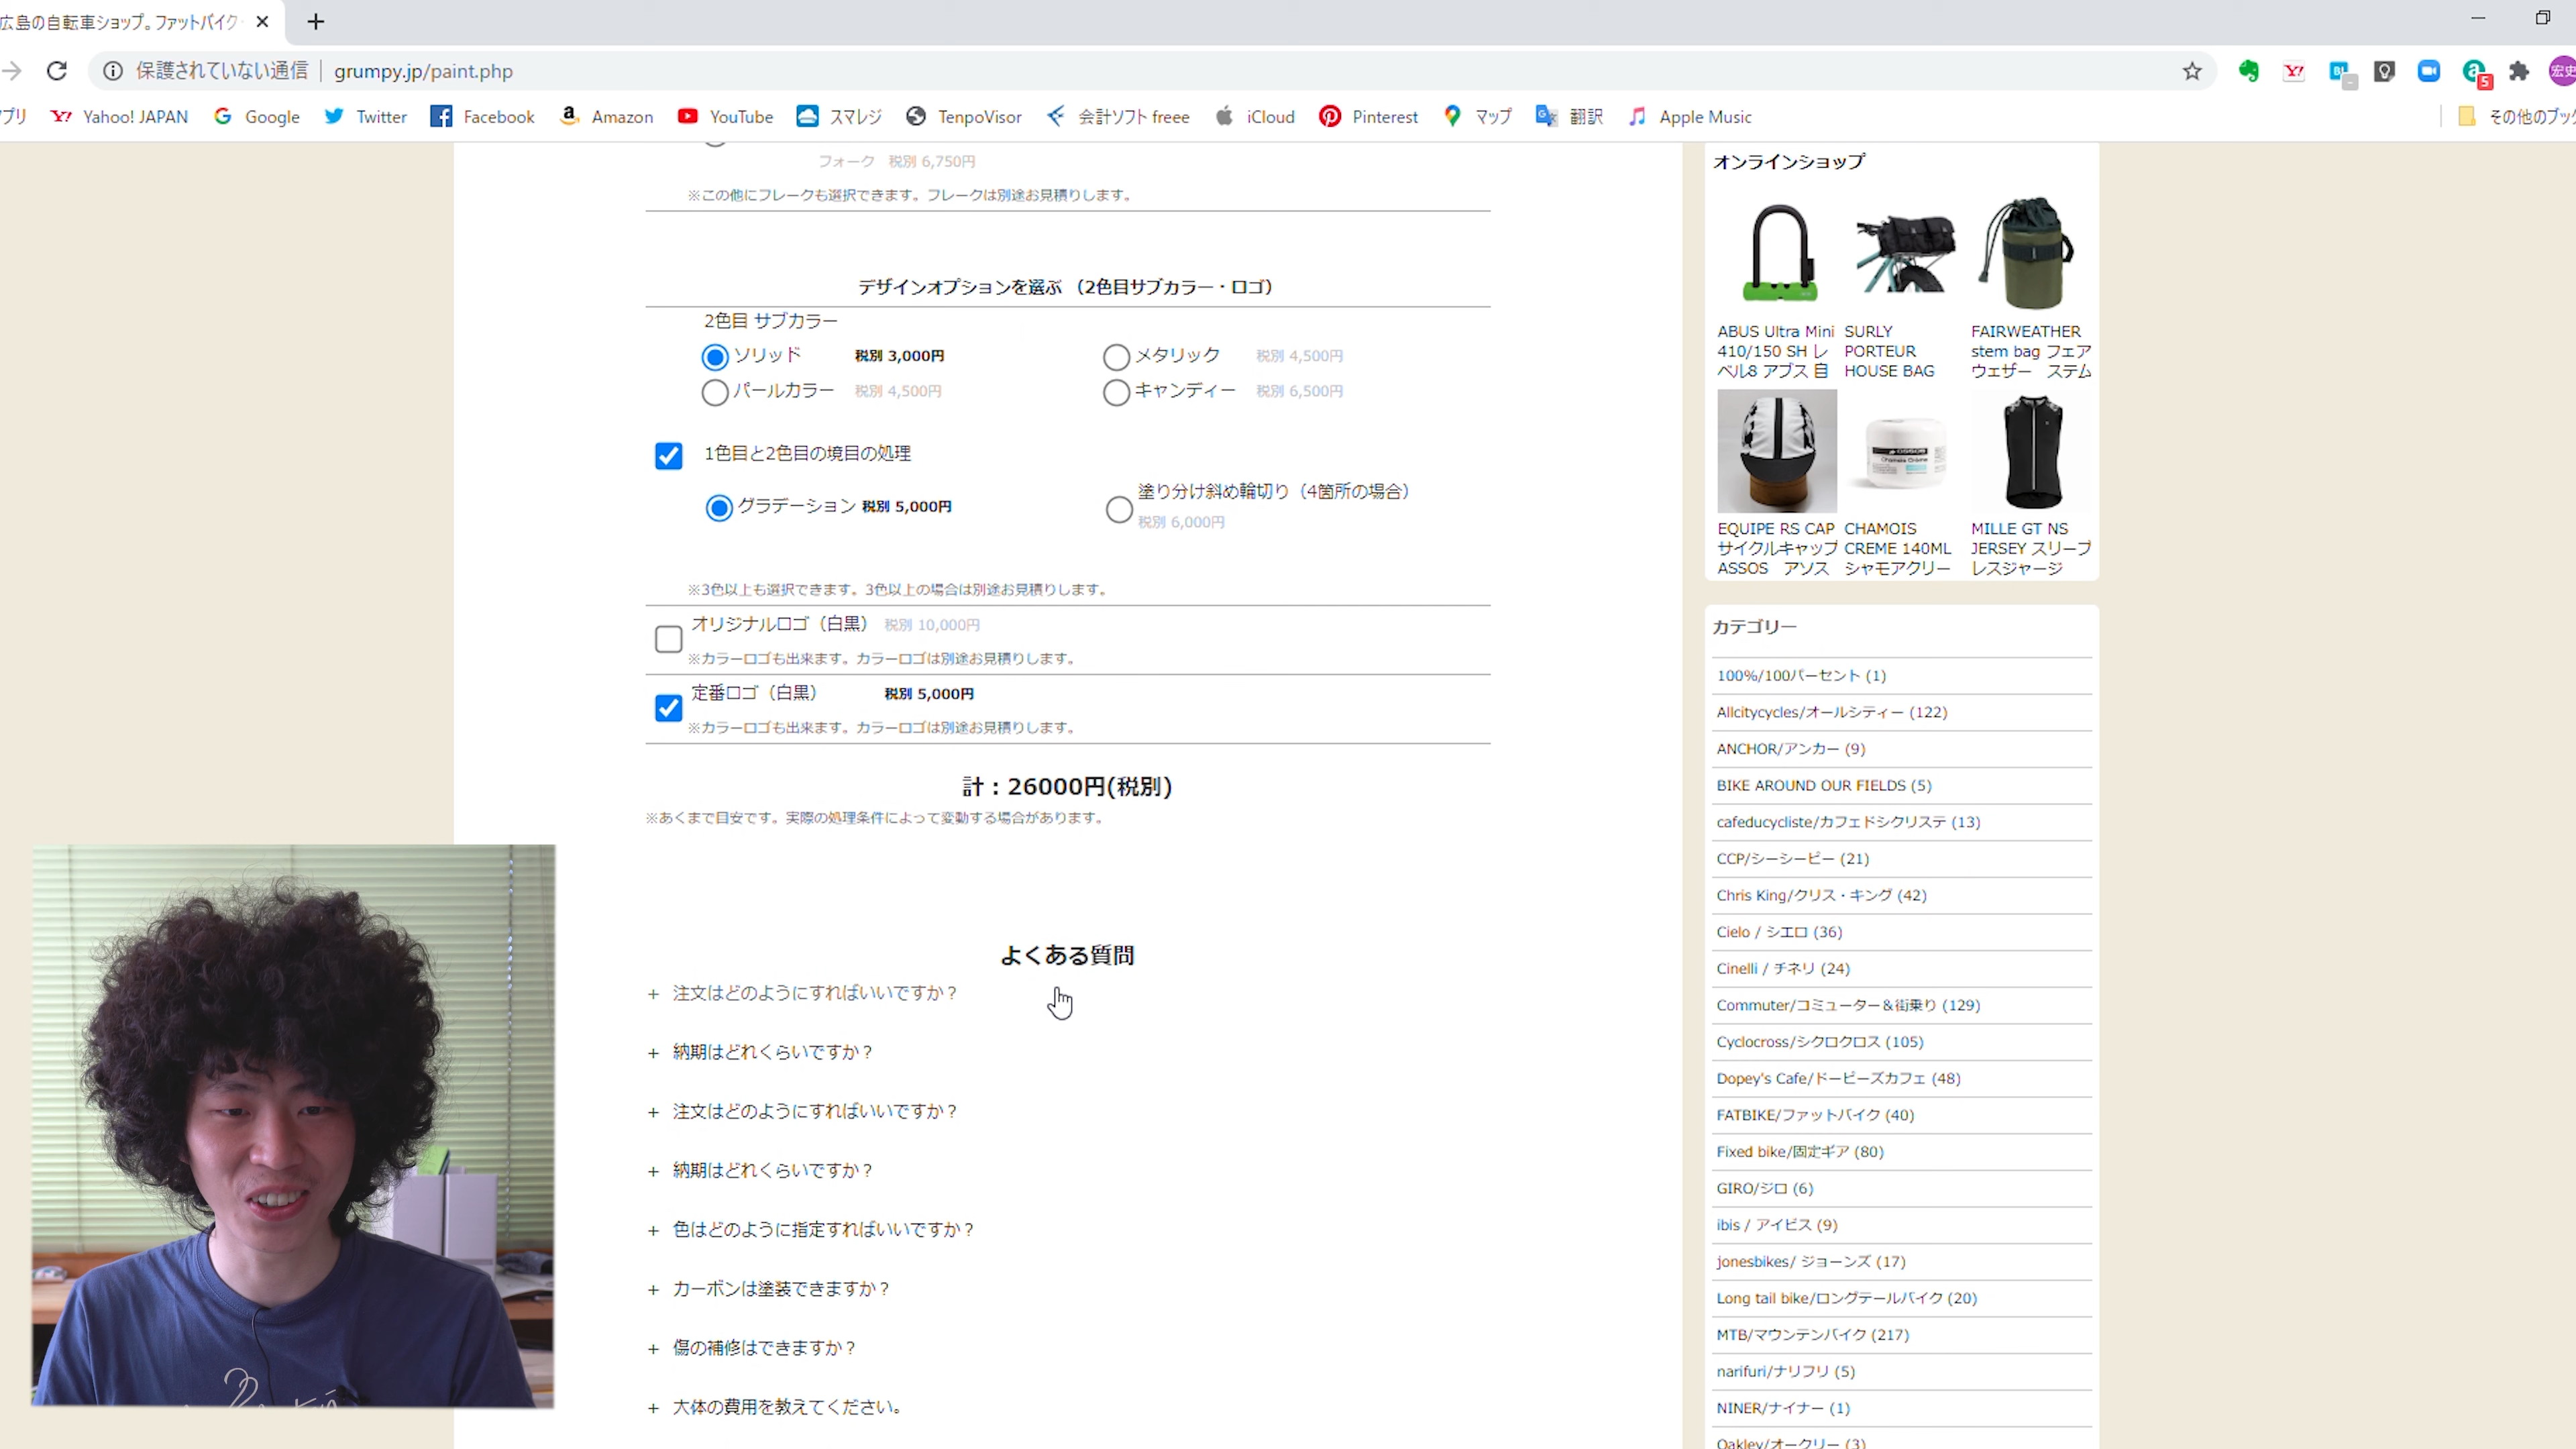 広島の自転車ショップ。ファットバイク
保護されていない通信 grumpy.jp/paint.php
プリ Yahoo! JAPAN Google Twitter Facebook Amazon YouTube スマレジ TenpoVisor 会計ソフト freee iCloud Pinterest マップ 翻訳 Apple Music その他のブック
フォーク 税別 6,750円
※この他にフレークも選択できます。フレークは別途お見積りします。
デザインオプションを選ぶ （2色目サブカラー・ロゴ）
2色目 サブカラー
ソリッド 税別 3,000円 メタリック 税別 4,500円
パールカラー 税別 4,500円 キャンディー 税別 6,500円
1色目と2色目の境目の処理
グラデーション 税別 5,000円 塗り分け斜め輪切り（4箇所の場合）
税別 6,000円
※3色以上も選択できます。3色以上の場合は別途お見積りします。
オリジナルロゴ（白黒） 税別 10,000円
※カラーロゴも出来ます。カラーロゴは別途お見積りします。
定番ロゴ（白黒） 税別 5,000円
※カラーロゴも出来ます。カラーロゴは別途お見積りします。
計：26000円(税別)
※あくまで目安です。実際の処理条件によって変動する場合があります。
よくある質問
+ 注文はどのようにすればいいですか？
+ 納期はどれくらいですか？
+ 注文はどのようにすればいいですか？
+ 納期はどれくらいですか？
+ 色はどのように指定すればいいですか？
+ カーボンは塗装できますか？
+ 傷の補修はできますか？
+ 大体の費用を教えてください。
オンラインショップ
ABUS Ultra Mini
410/150 SH レ
ベル8 アブス 自
SURLY
PORTEUR
HOUSE BAG
FAIRWEATHER
stem bag フェア
ウェザー ステム
EQUIPE RS CAP
サイクルキャップ
ASSOS アソス
CHAMOIS
CREME 140ML
シャモアクリー
MILLE GT NS
JERSEY スリーブ
レスジャージ
カテゴリー
100%/100パーセント (1)
Allcitycycles/オールシティー (122)
ANCHOR/アンカー (9)
BIKE AROUND OUR FIELDS (5)
cafeducycliste/カフェドシクリステ (13)
CCP/シーシーピー (21)
Chris King/クリス・キング (42)
Cielo / シエロ (36)
Cinelli / チネリ (24)
Commuter/コミューター＆街乗り (129)
Cyclocross/シクロクロス (105)
Dopey's Cafe/ドーピーズカフェ (48)
FATBIKE/ファットバイク (40)
Fixed bike/固定ギア (80)
GIRO/ジロ (6)
ibis / アイビス (9)
jonesbikes/ ジョーンズ (17)
Long tail bike/ロングテールバイク (20)
MTB/マウンテンバイク (217)
narifuri/ナリフリ (5)
NINER/ナイナー (1)
Oakley/オークリー (3)